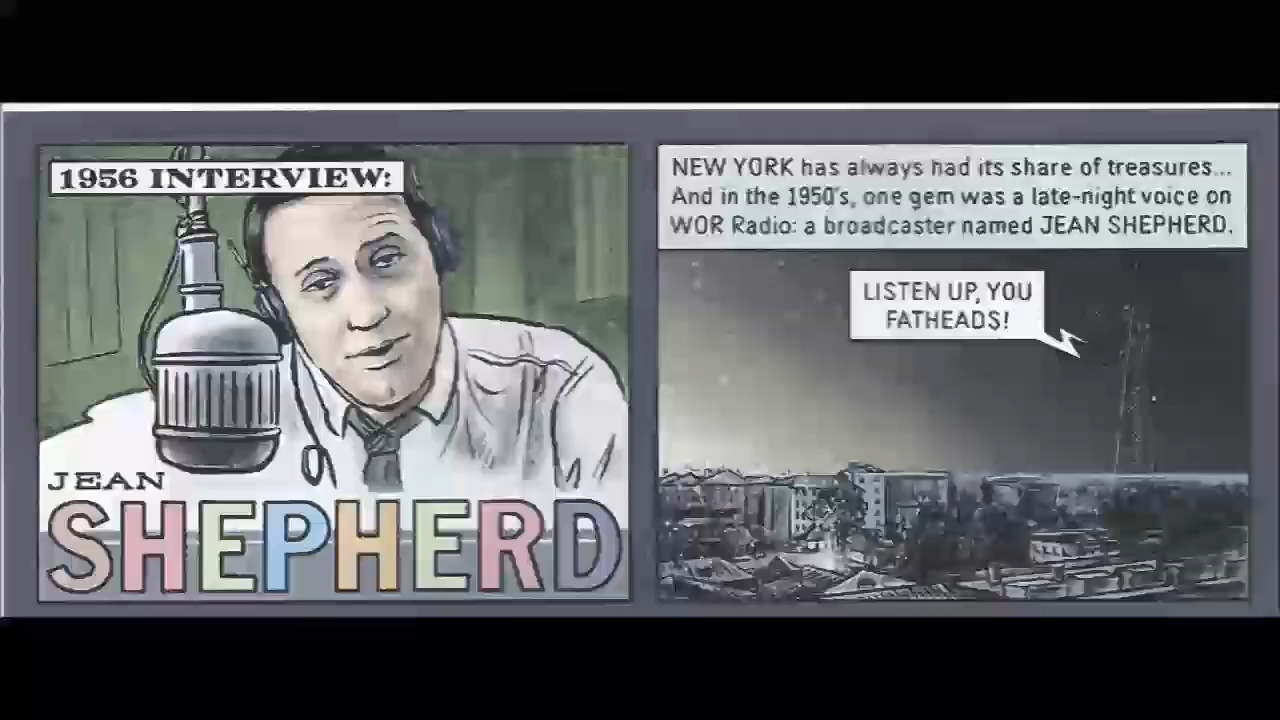 1956 INTERVIEW:
JEAN
SHEPHERD
NEW YORK has always had its share of treasures...
And in the 1950's, one gem was a late-night voice on
WOR Radio: a broadcaster named JEAN SHEPHERD.
LISTEN UP, YOU
FATHEADS!